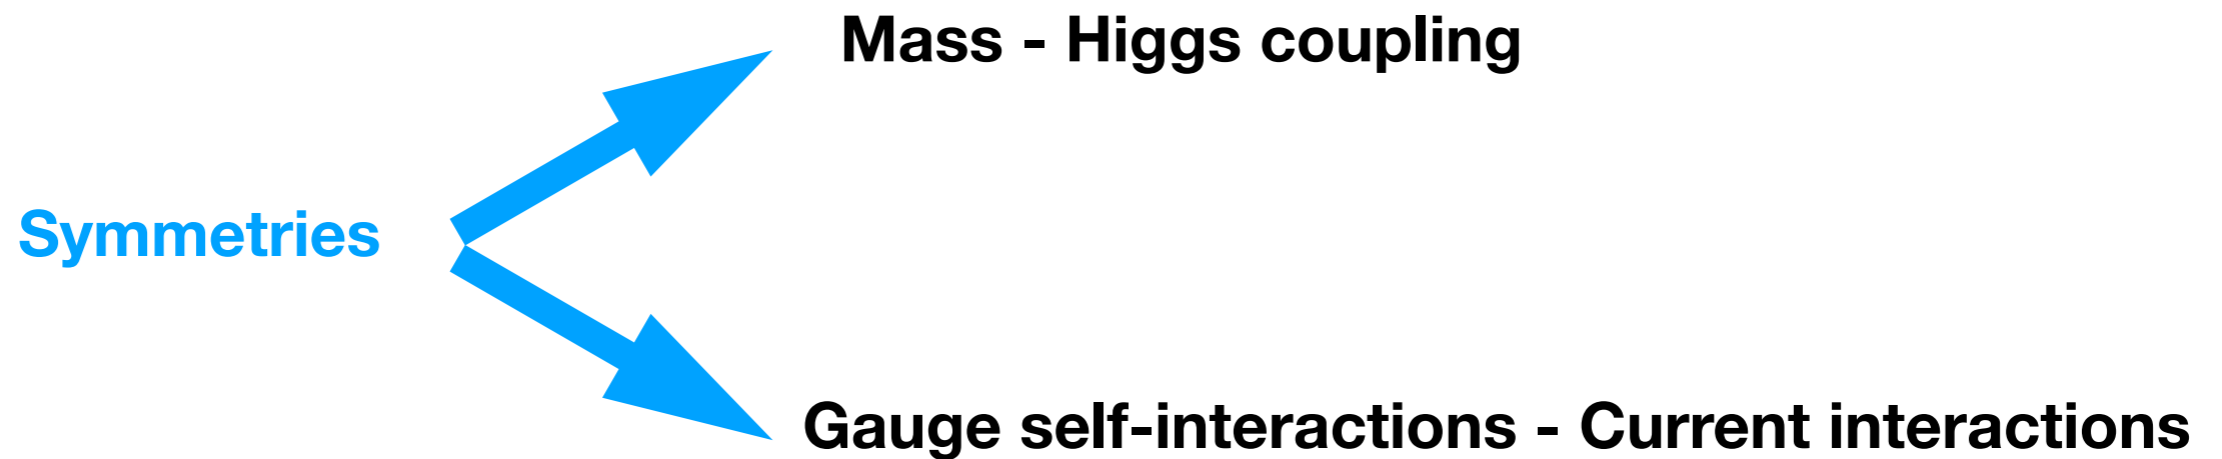 Mass - Higgs coupling
Symmetries
Gauge self-interactions - Current interactions